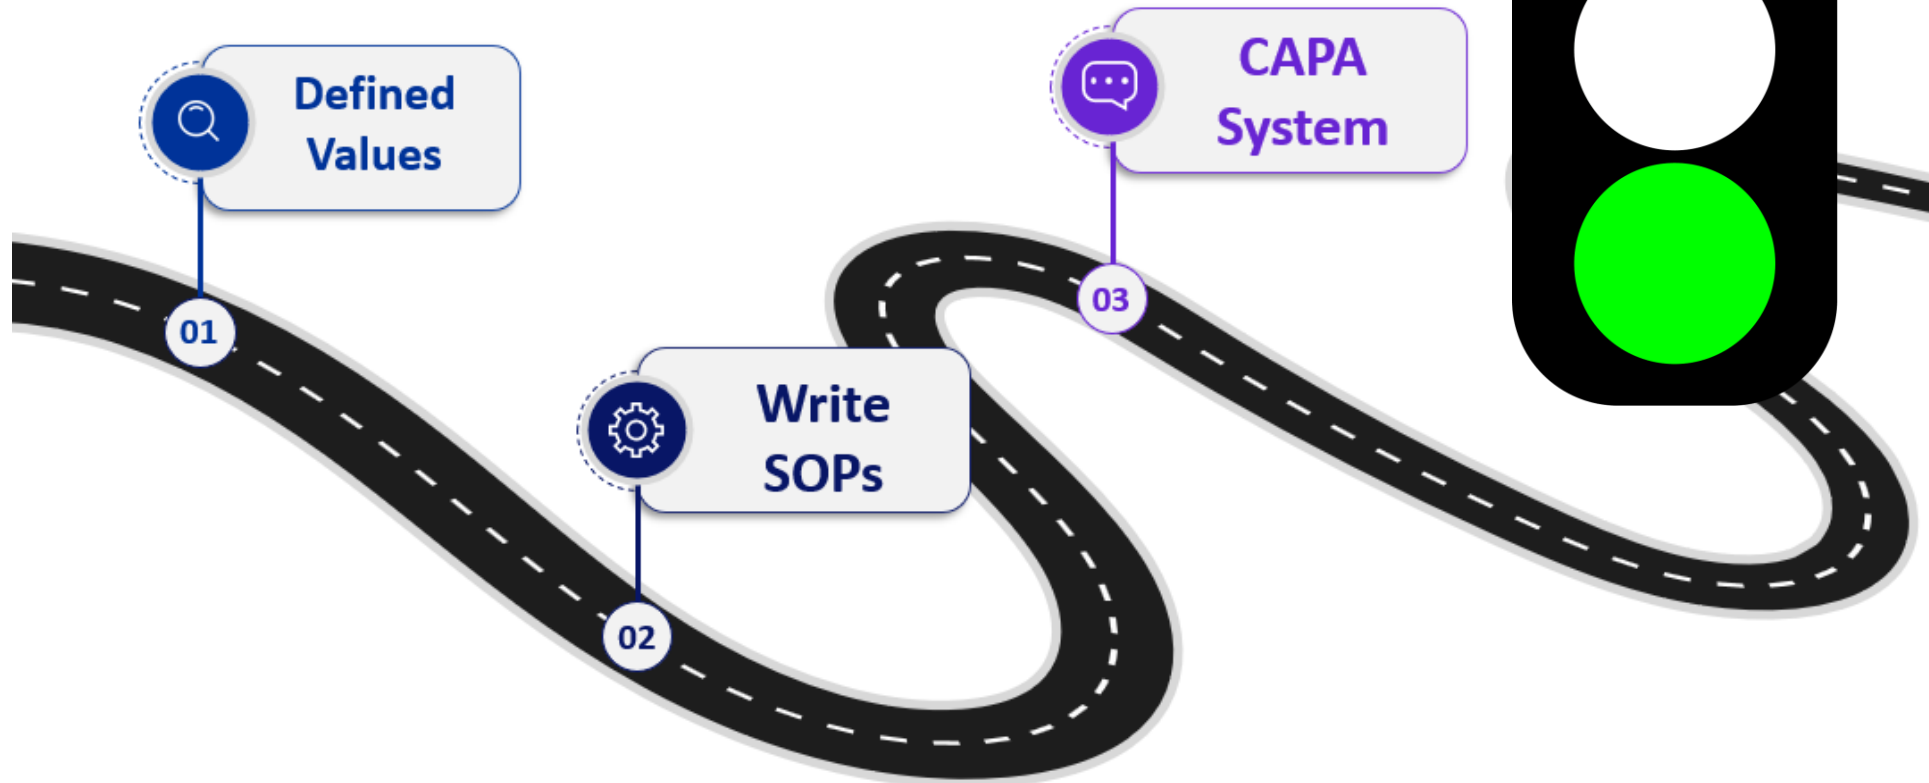 Defined
Values
01
Write
SOPs
02
CAPA
System
03